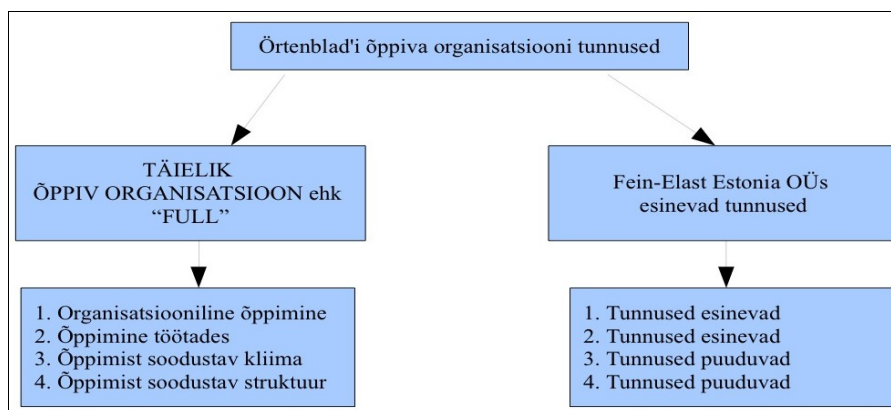 Örtenblad'i õppiva organisatsiooni tunnused
TÄIELIK
ÕPPIV ORGANISATSIOON ehk
“FULL”
Fein-Elast Estonia OÜs
esinevad tunnused
1. Organisatsiooniline õppimine
2. Õppimine töötades
3. Õppimist soodustav kliima
4. Õppimist soodustav struktuur
1. Tunnused esinevad
2. Tunnused esinevad
3. Tunnused puuduvad
4. Tunnused puuduvad